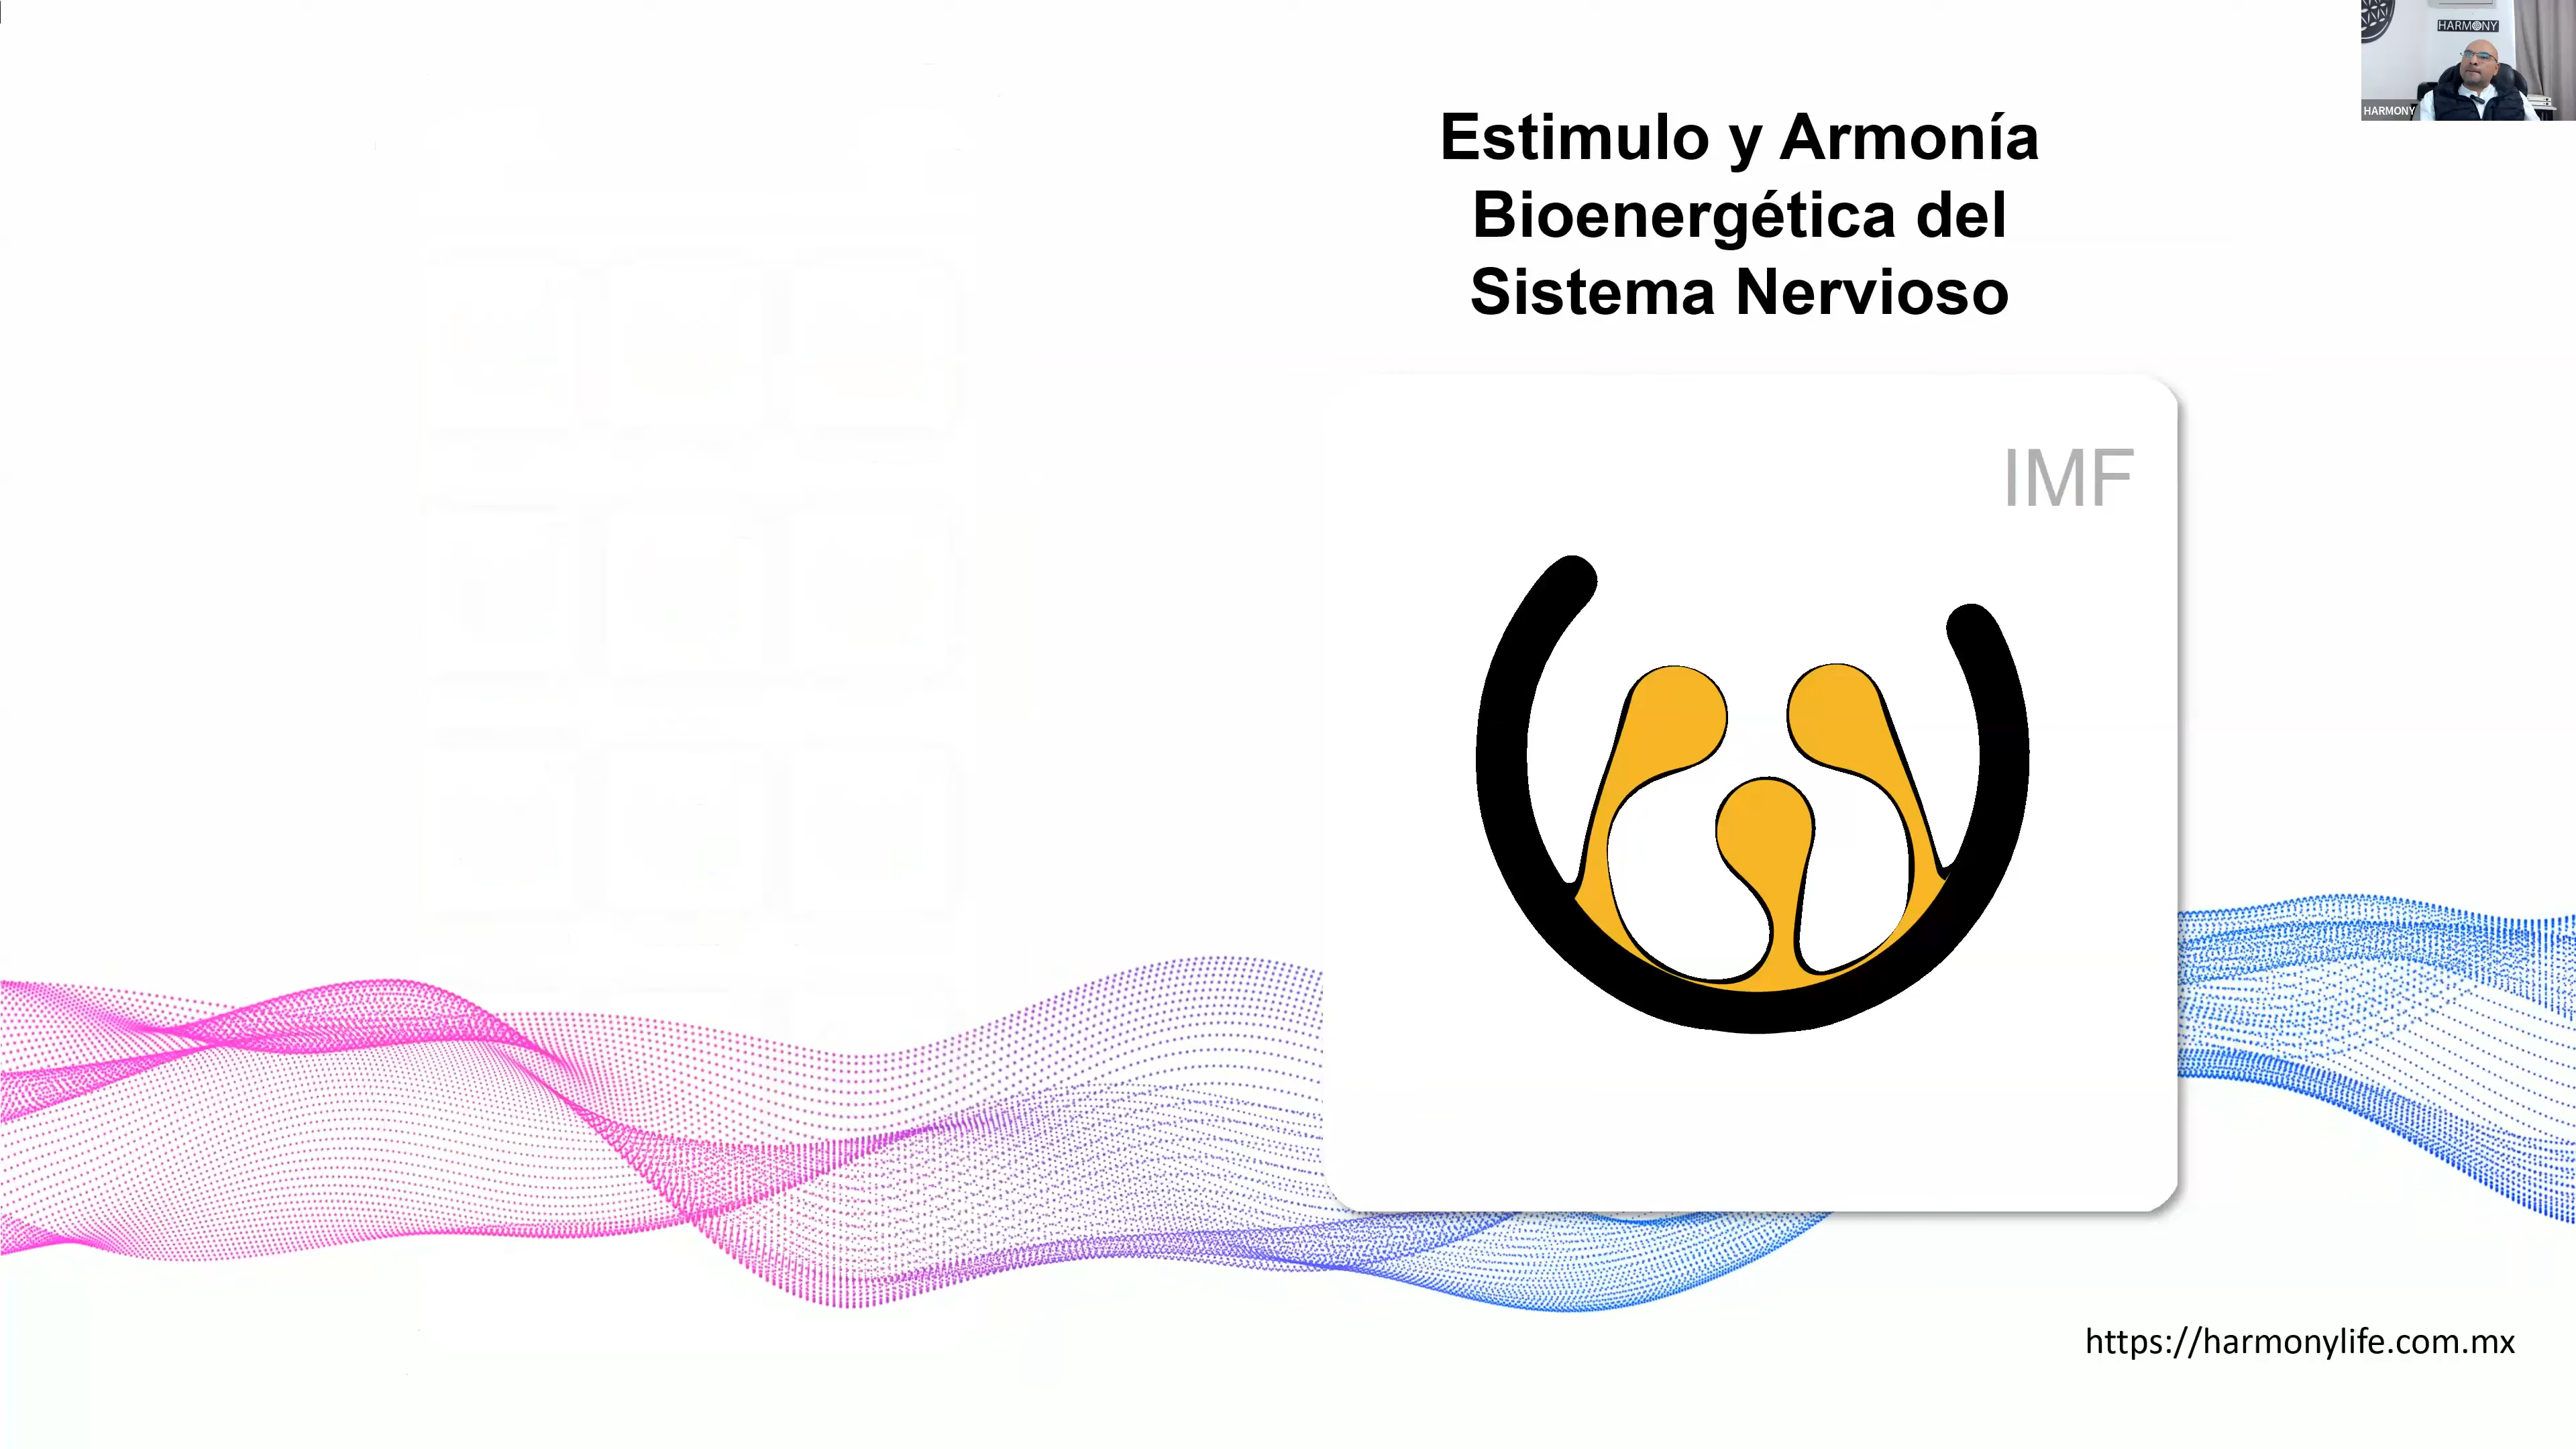 HARMONY
HARMONY
Estimulo y Armonía
Bioenergética del
Sistema Nervioso
IMF
https://harmonylife.com.mx